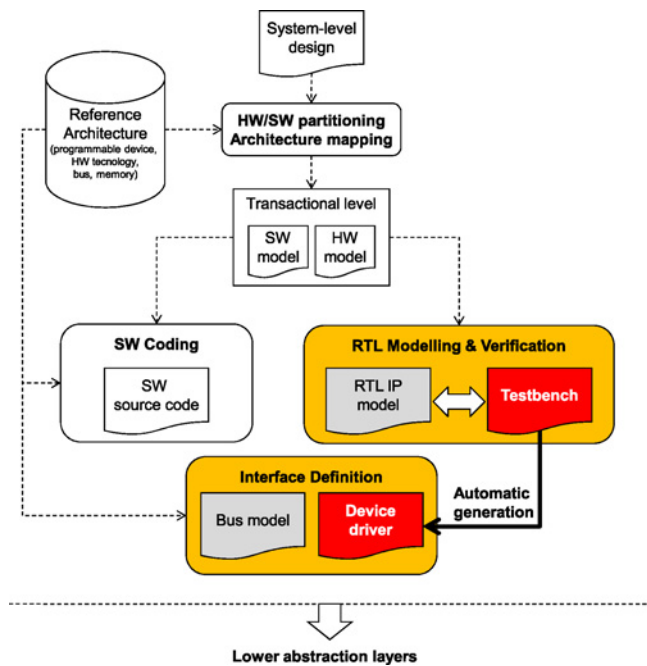 System-level
design
Reference
Architecture
(programmable device,
HW tecnology,
bus, memory)
HW/SW partitioning
Architecture mapping
Transactional level
SW
model
HW
model
SW Coding
SW
source code
RTL Modelling & Verification
RTL IP
model
Testbench
Interface Definition
Bus model
Device
driver
Automatic
generation
Lower abstraction layers